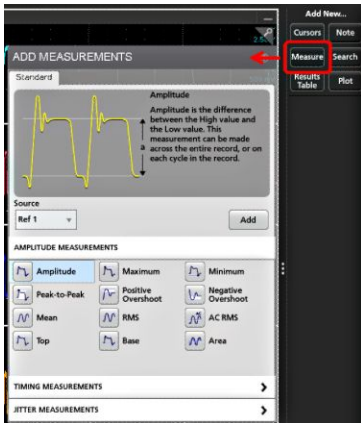 Add New...
Cursors
Note
Measure
Search
Results
Table
Plot
ADD MEASUREMENTS
Standard
Amplitude
Amplitude is the difference
between the High value and
the Low value. This
measurement can be made
a
across the entire record, or on
each cycle in the record.
Source
Ref 1
Add
AMPLITUDE MEASUREMENTS
Amplitude
Maximum
Minimum
Peak-to-Peak
Positive
Overshoot
Negative
Overshoot
Mean
RMS
AC RMS
Top
Base
Area
TIMING MEASUREMENTS
JITTER MEASUREMENTS